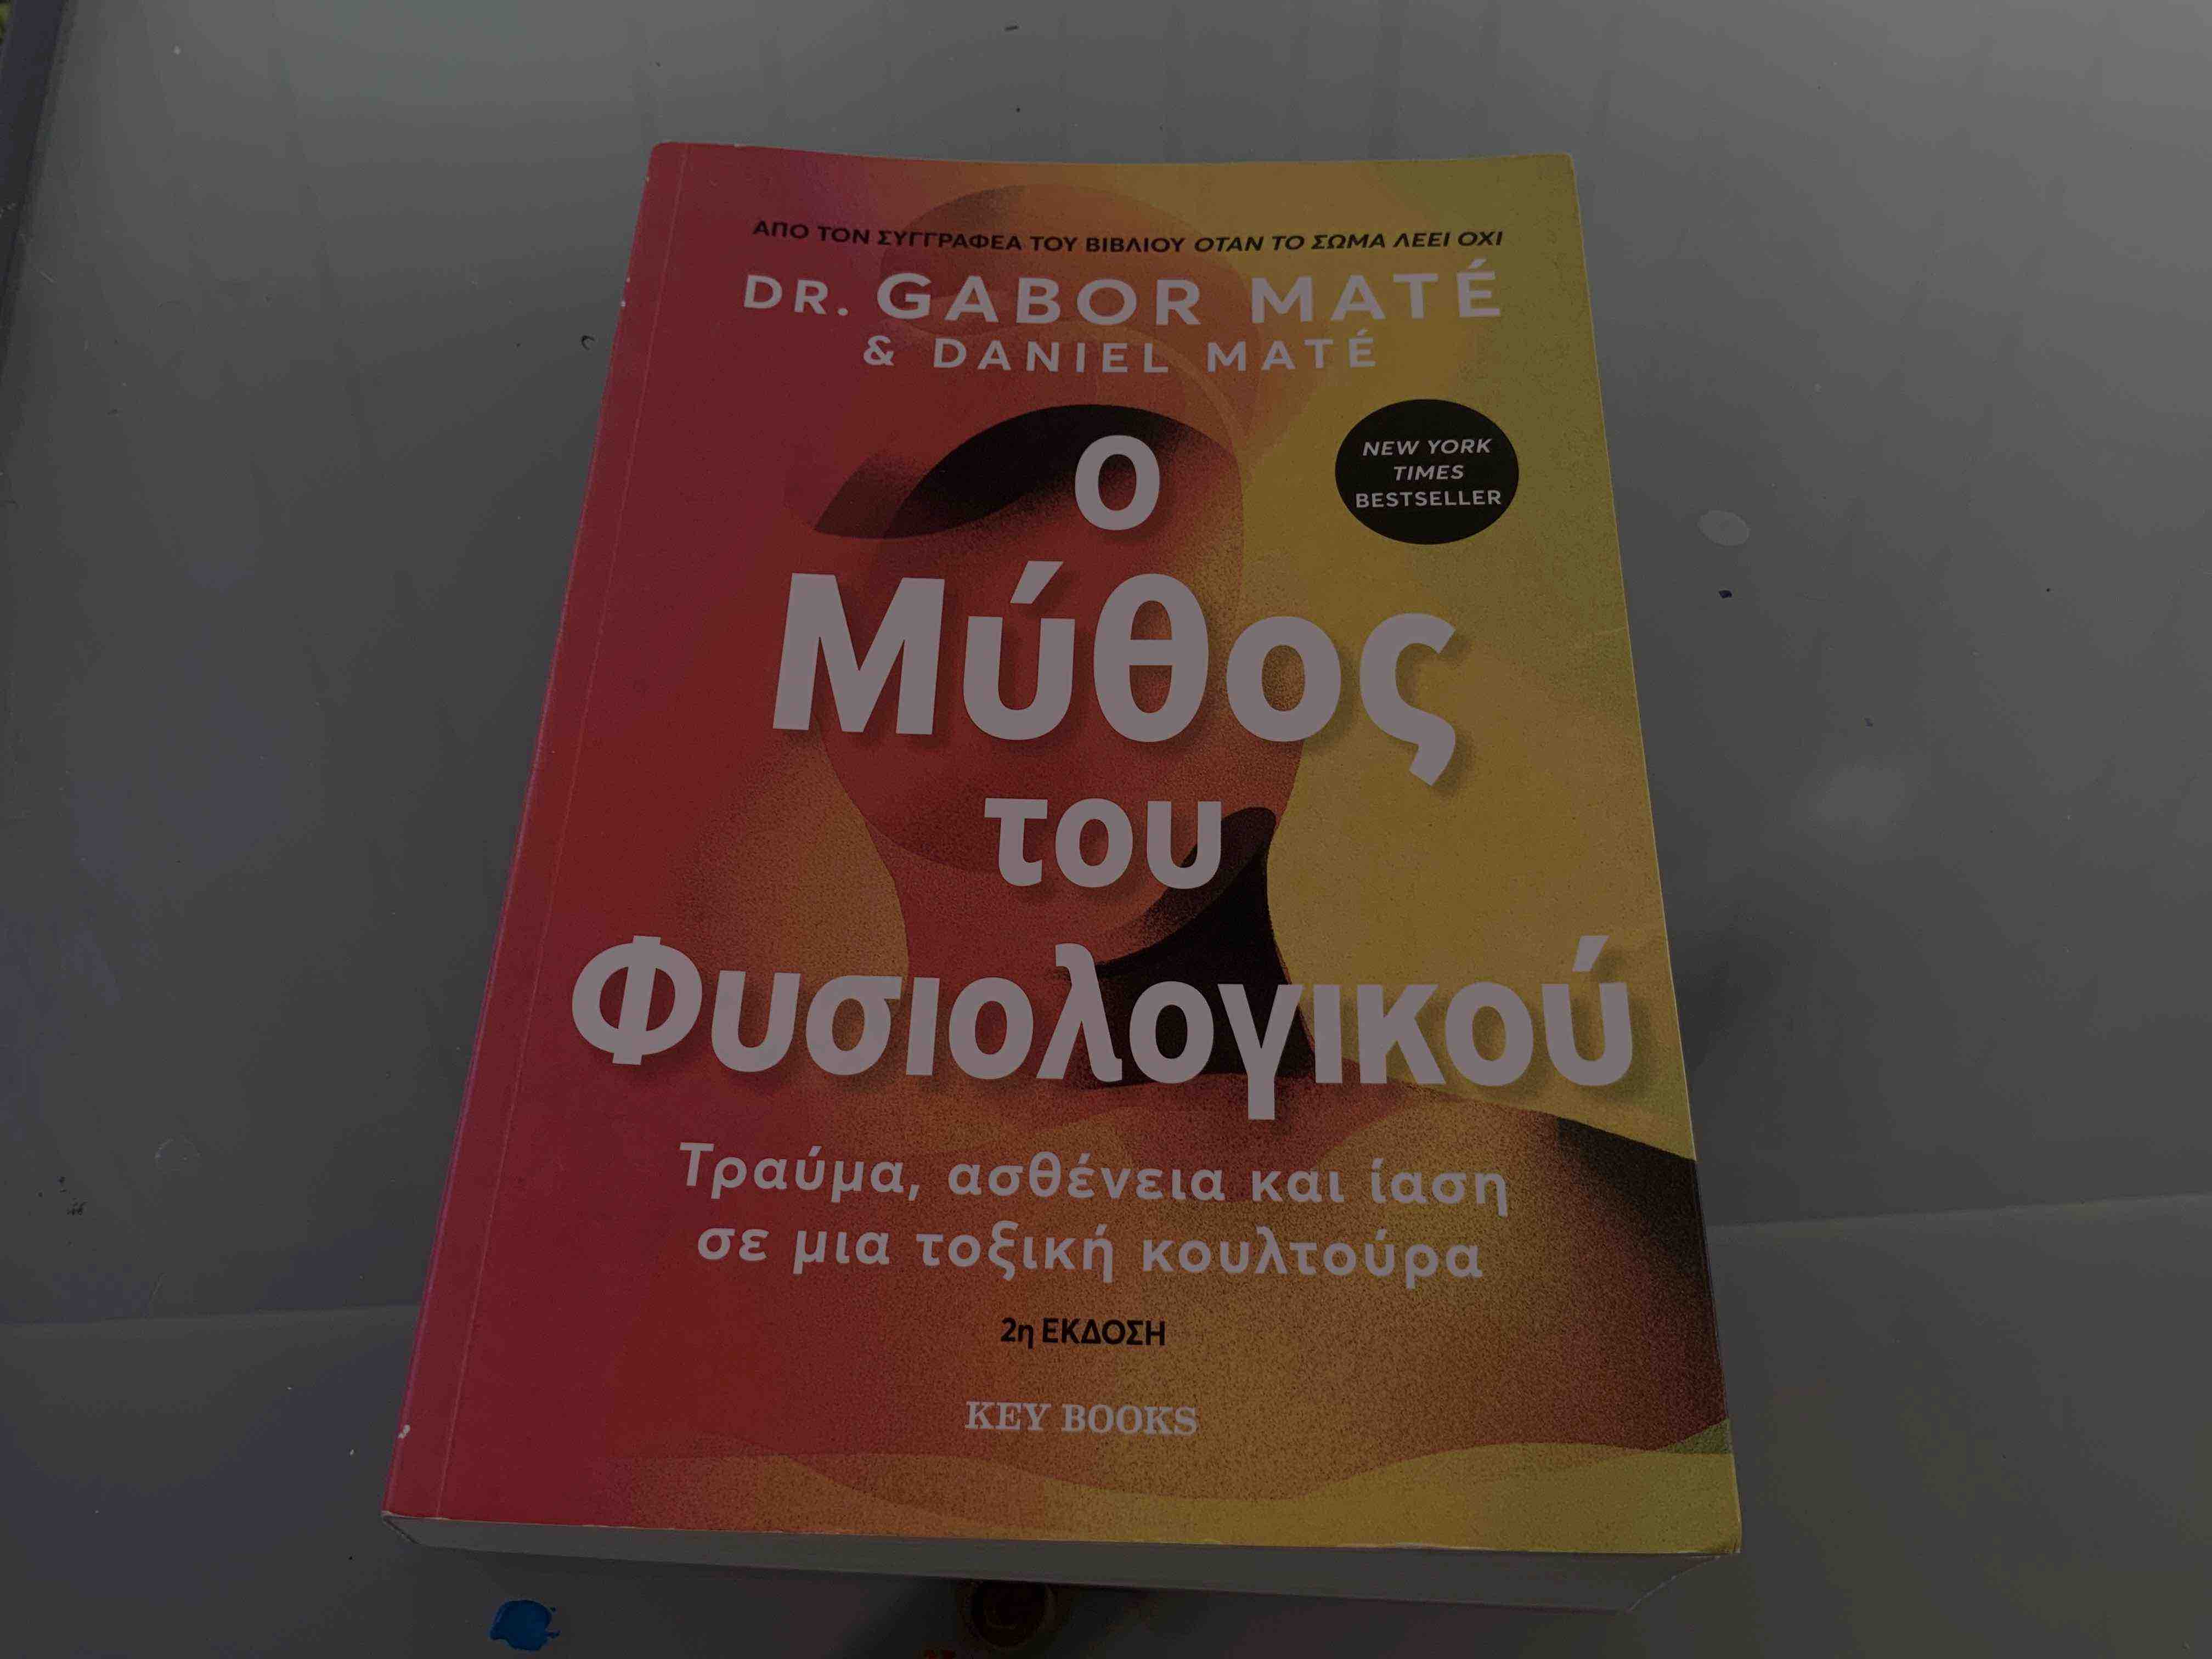 ΑΠΟ ΤΟΝ ΣΥΓΓΡΑΦΕΑ ΤΟΥ ΒΙΒΛΙΟΥ ΟΤΑΝ ΤΟ ΣΩΜΑ ΛΕΕΙ ΟΧΙ
DR. GABOR MATÉ
& DANIEL MATÉ
NEW YORK
TIMES
BESTSELLER
ο
Μύθος
του
Φυσιολογικού
Τραύμα, ασθένεια και ίαση
σε μια τοξική κουλτούρα
2η ΕΚΔΟΣΗ
KEY BOOKS